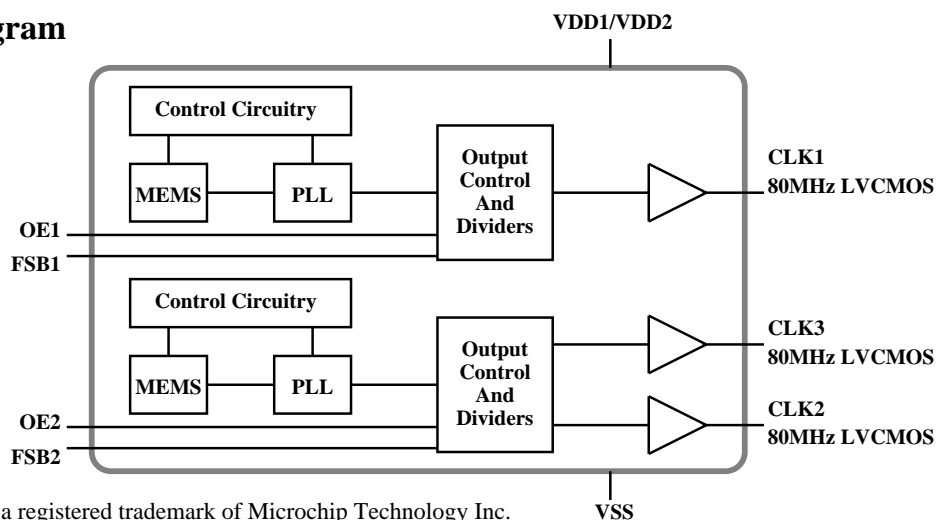 gram
VDD1/VDD2
Control Circuitry
MEMS
PLL
Output
Control
And
Dividers
CLK1
80MHz LVCMOS
OE1
FSB1
Control Circuitry
MEMS
PLL
Output
Control
And
Dividers
CLK3
80MHz LVCMOS
CLK2
80MHz LVCMOS
OE2
FSB2
a registered trademark of Microchip Technology Inc.
VSS